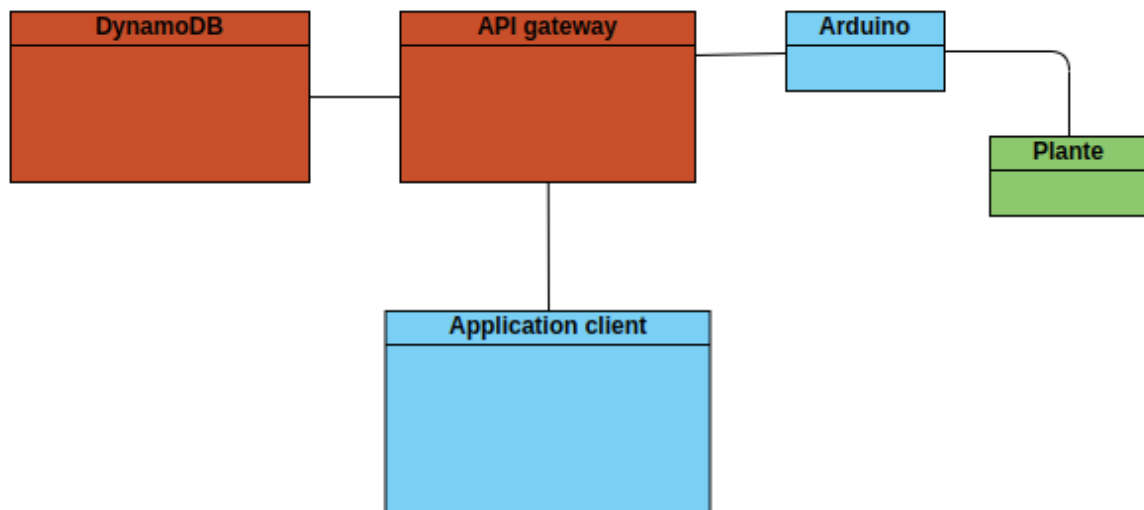 DynamoDB
API gateway
Arduino
Plante
Application client